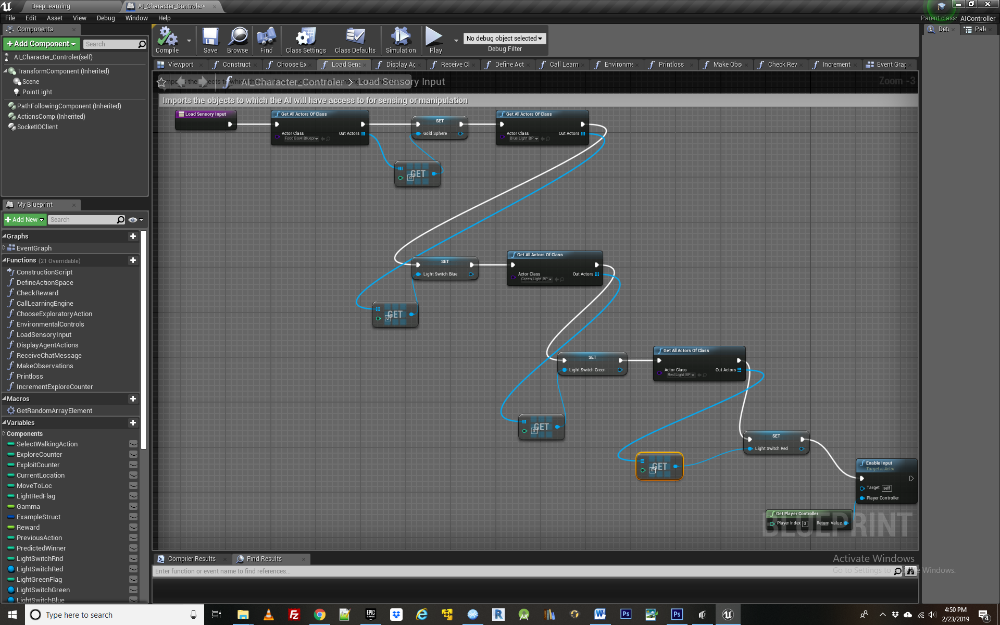 DeepLearning
AI_Character_Controler*
File Edit Asset View Debug Window Help
Parent class: AIController
Components
+Add Component
Search
AI_Character_Controler(self)
TransformComponent (Inherited)
Scene
PointLight
PathFollowingComponent (Inherited)
ActionsComp (Inherited)
SocketIOClient
Compile Save Browse Find Class Settings Class Defaults Simulation Play
No debug object selected
Debug Filter
Deta
Pale
Viewport Construct Choose Ex Load Sens Display Ag Receive Cl Define Act Call Learn Environme Printloss Make Obse Check Rev Increment Event Grap
AI_Character_Controler > Load Sensory Input
Zoom -3
Imports the objects to which the AI will have access to for sensing or manipulation
Load Sensory Input
Get All Actors Of Class
Actor Class
Food Bowl Bluepr
Out Actors
SET
Gold Sphere
Get All Actors Of Class
Actor Class
Blue Light BP
Out Actors
GET
0
SET
Light Switch Blue
Get All Actors Of Class
Actor Class
Green Light BP
Out Actors
GET
0
SET
Light Switch Green
Get All Actors Of Class
Actor Class
Red Light BP
Out Actors
GET
0
SET
Light Switch Red
GET
0
Enable Input
Target is Actor
Target self
Player Controller
Get Player Controller
Player Index 0
Return Value
BLUEPRINT
My Blueprint
+Add New
Search
Graphs
EventGraph
Functions (21 Overridable)
ConstructionScript
DefineActionSpace
CheckReward
CallLearningEngine
ChooseExploratoryAction
EnvironmentalControls
LoadSensoryInput
DisplayAgentActions
ReceiveChatMessage
MakeObservations
Printloss
IncrementExploreCounter
Macros
GetRandomArrayElement
Variables
Components
SelectWalkingAction
ExploreCounter
ExploitCounter
CurrentLocation
MoveToLoc
LightRedFlag
Gamma
ExampleStruct
Reward
PreviousAction
PredictedWinner
LightSwitchRnd
LightSwitchRed
LightGreenFlag
LightSwitchGreen
LightSwitchBlue
Compiler Results
Find Results
Enter function or event name to find references...
Activate Windows
Go to Settings to activate Windows.
Type here to search
4:50 PM
2/23/2019
4